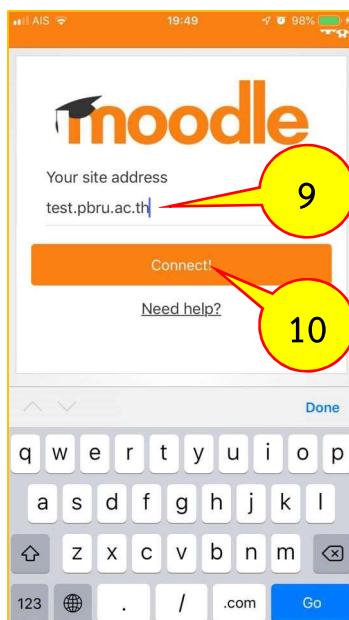 AIS 19:49 98%
moodle
Your site address
test.pbru.ac.th
9
Connect!
Need help?
10
Done
q w e r t y u i o p
a s d f g h j k l
z x c v b n m
123 . / .com Go